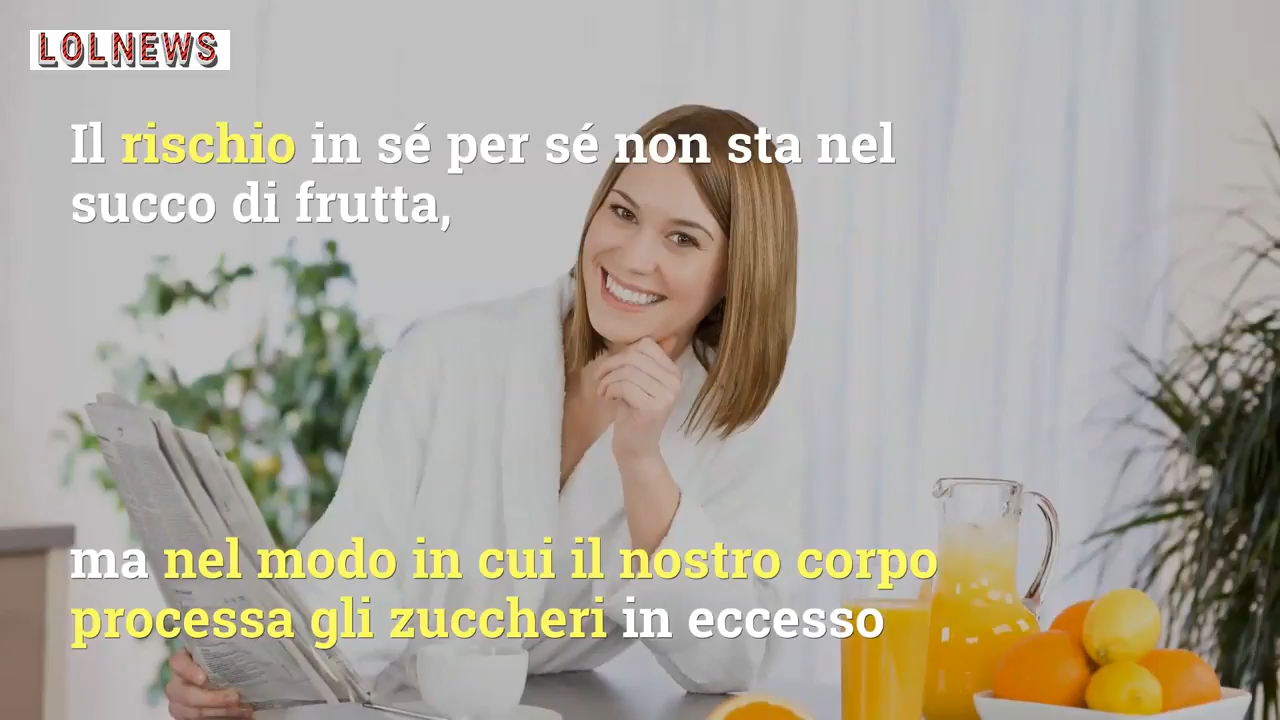 LOLNEWS
Il rischio in sé per sé non sta nel
succo di frutta,
ma nel modo in cui il nostro corpo
processa gli zuccheri in eccesso